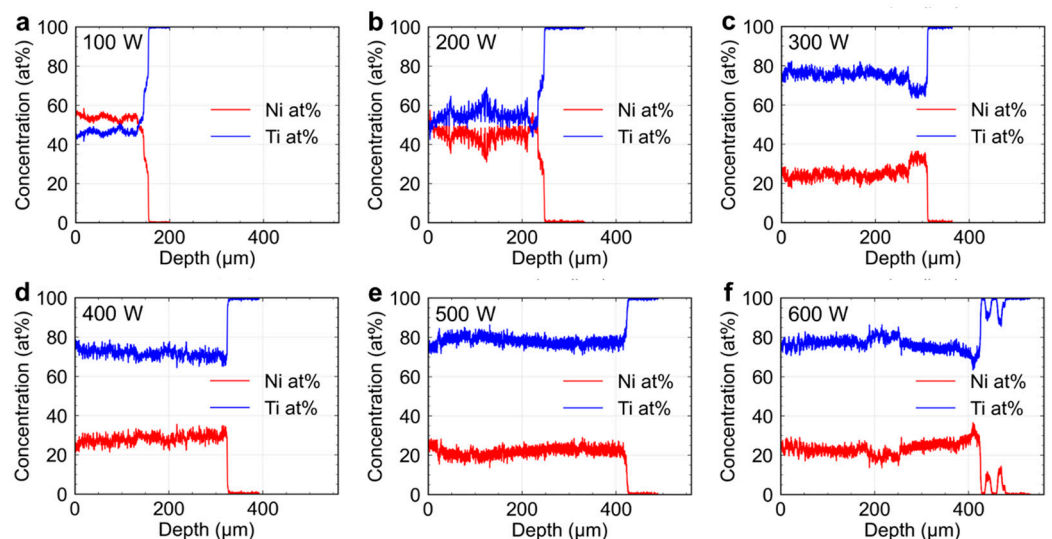 a 100 W
Concentration (at%)
100
80
60
40
20
0
Ni at%
Ti at%
0 200 400
Depth (µm)
b 200 W
Concentration (at%)
100
80
60
40
20
0
Ni at%
Ti at%
0 200 400
Depth (µm)
c 300 W
Concentration (at%)
100
80
60
40
20
0
Ni at%
Ti at%
0 200 400
Depth (µm)
d 400 W
Concentration (at%)
100
80
60
40
20
0
Ni at%
Ti at%
0 200 400
Depth (µm)
e 500 W
Concentration (at%)
100
80
60
40
20
0
Ni at%
Ti at%
0 200 400
Depth (µm)
f 600 W
Concentration (at%)
100
80
60
40
20
0
Ni at%
Ti at%
0 200 400
Depth (µm)